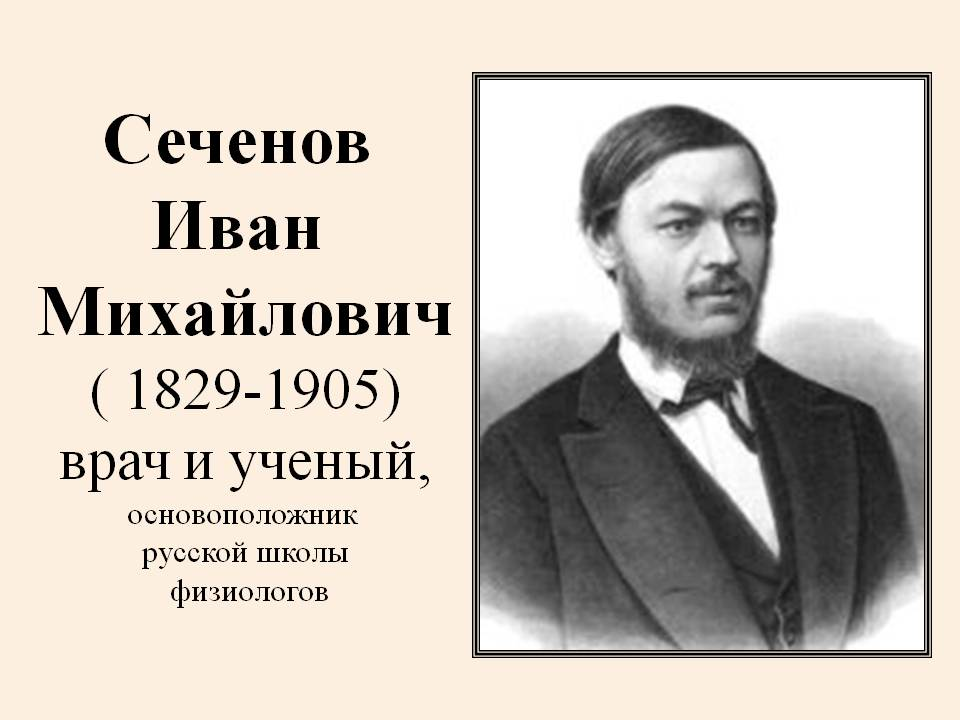 Сеченов
Иван
Михайлович
( 1829-1905)
врач и ученый,
основоположник
русской школы
физиологов